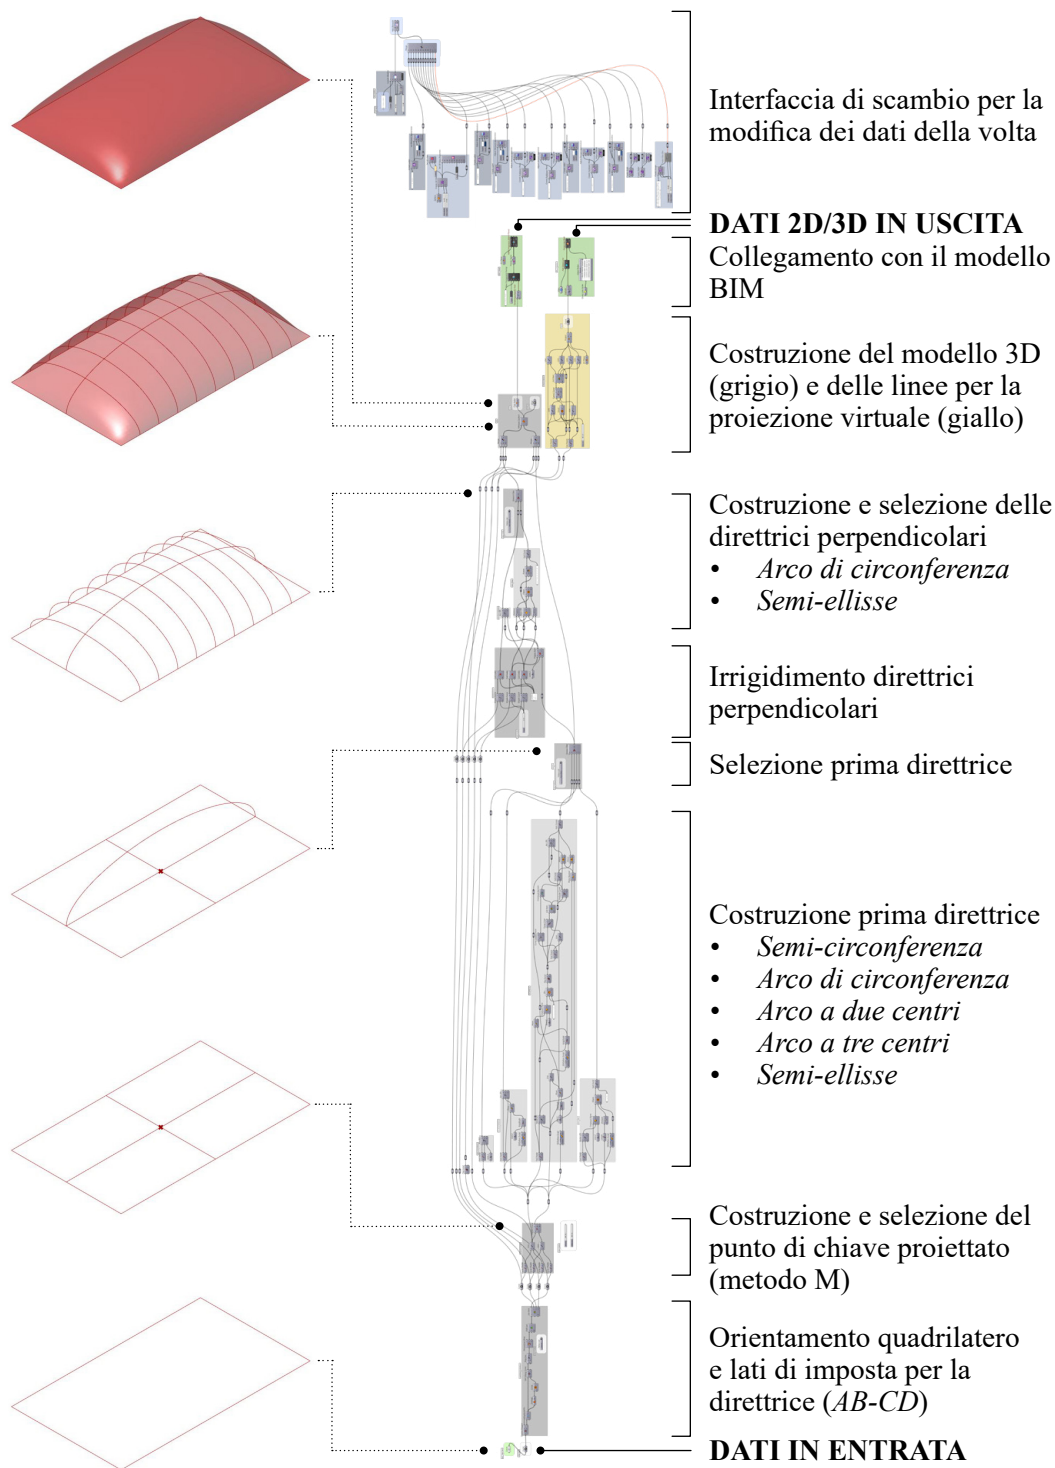 Interfaccia di scambio per la
modifica dei dati della volta
DATI 2D/3D IN USCITA
Collegamento con il modello
BIM
Costruzione del modello 3D
(grigio) e delle linee per la
proiezione virtuale (giallo)
Costruzione e selezione delle
direttrici perpendicolari
• Arco di circonferenza
• Semi-ellisse
Irrigidimento direttrici
perpendicolari
Selezione prima direttrice
Costruzione prima direttrice
• Semi-circonferenza
• Arco di circonferenza
• Arco a due centri
• Arco a tre centri
• Semi-ellisse
Costruzione e selezione del
punto di chiave proiettato
(metodo M)
Orientamento quadrilatero
e lati di imposta per la
direttrice (AB-CD)
DATI IN ENTRATA